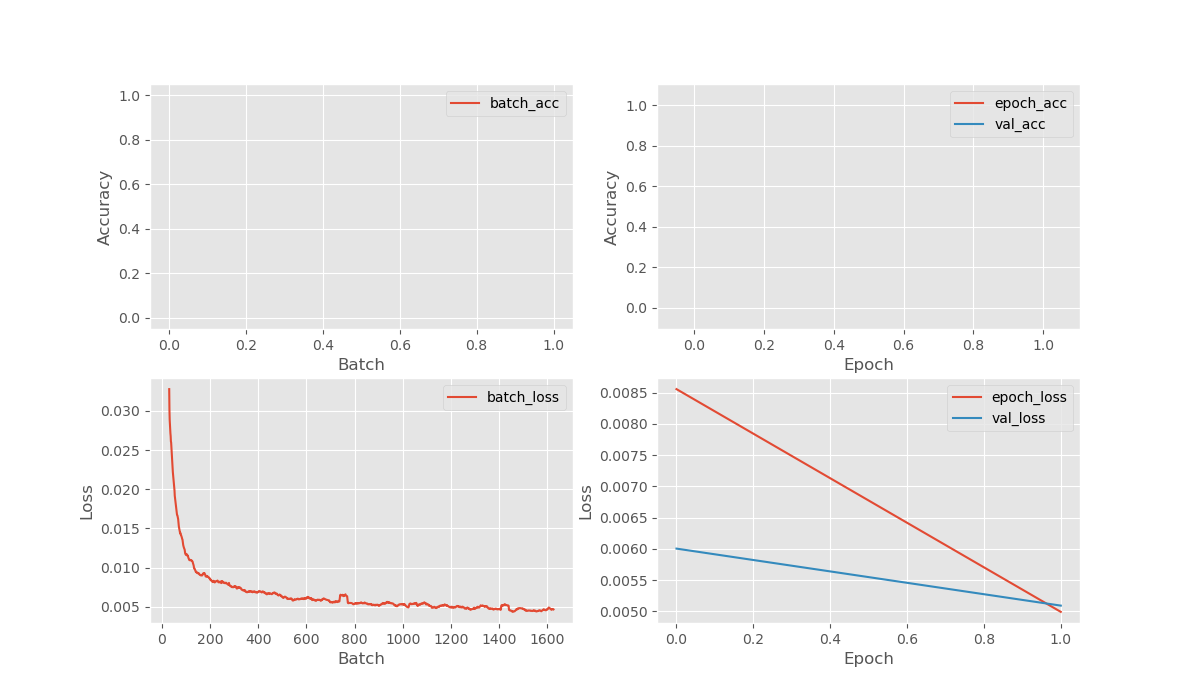 batch_acc
1.0
0.8
0.6
0.4
0.2
0.0
Accuracy
0.0 0.2 0.4 0.6 0.8 1.0
Batch
epoch_acc
val_acc
1.0
0.8
0.6
0.4
0.2
0.0
Accuracy
0.0 0.2 0.4 0.6 0.8 1.0
Epoch
batch_loss
0.030
0.025
0.020
0.015
0.010
0.005
Loss
0 200 400 600 800 1000 1200 1400 1600
Batch
epoch_loss
val_loss
0.0085
0.0080
0.0075
0.0070
0.0065
0.0060
0.0055
0.0050
Loss
0.0 0.2 0.4 0.6 0.8 1.0
Epoch